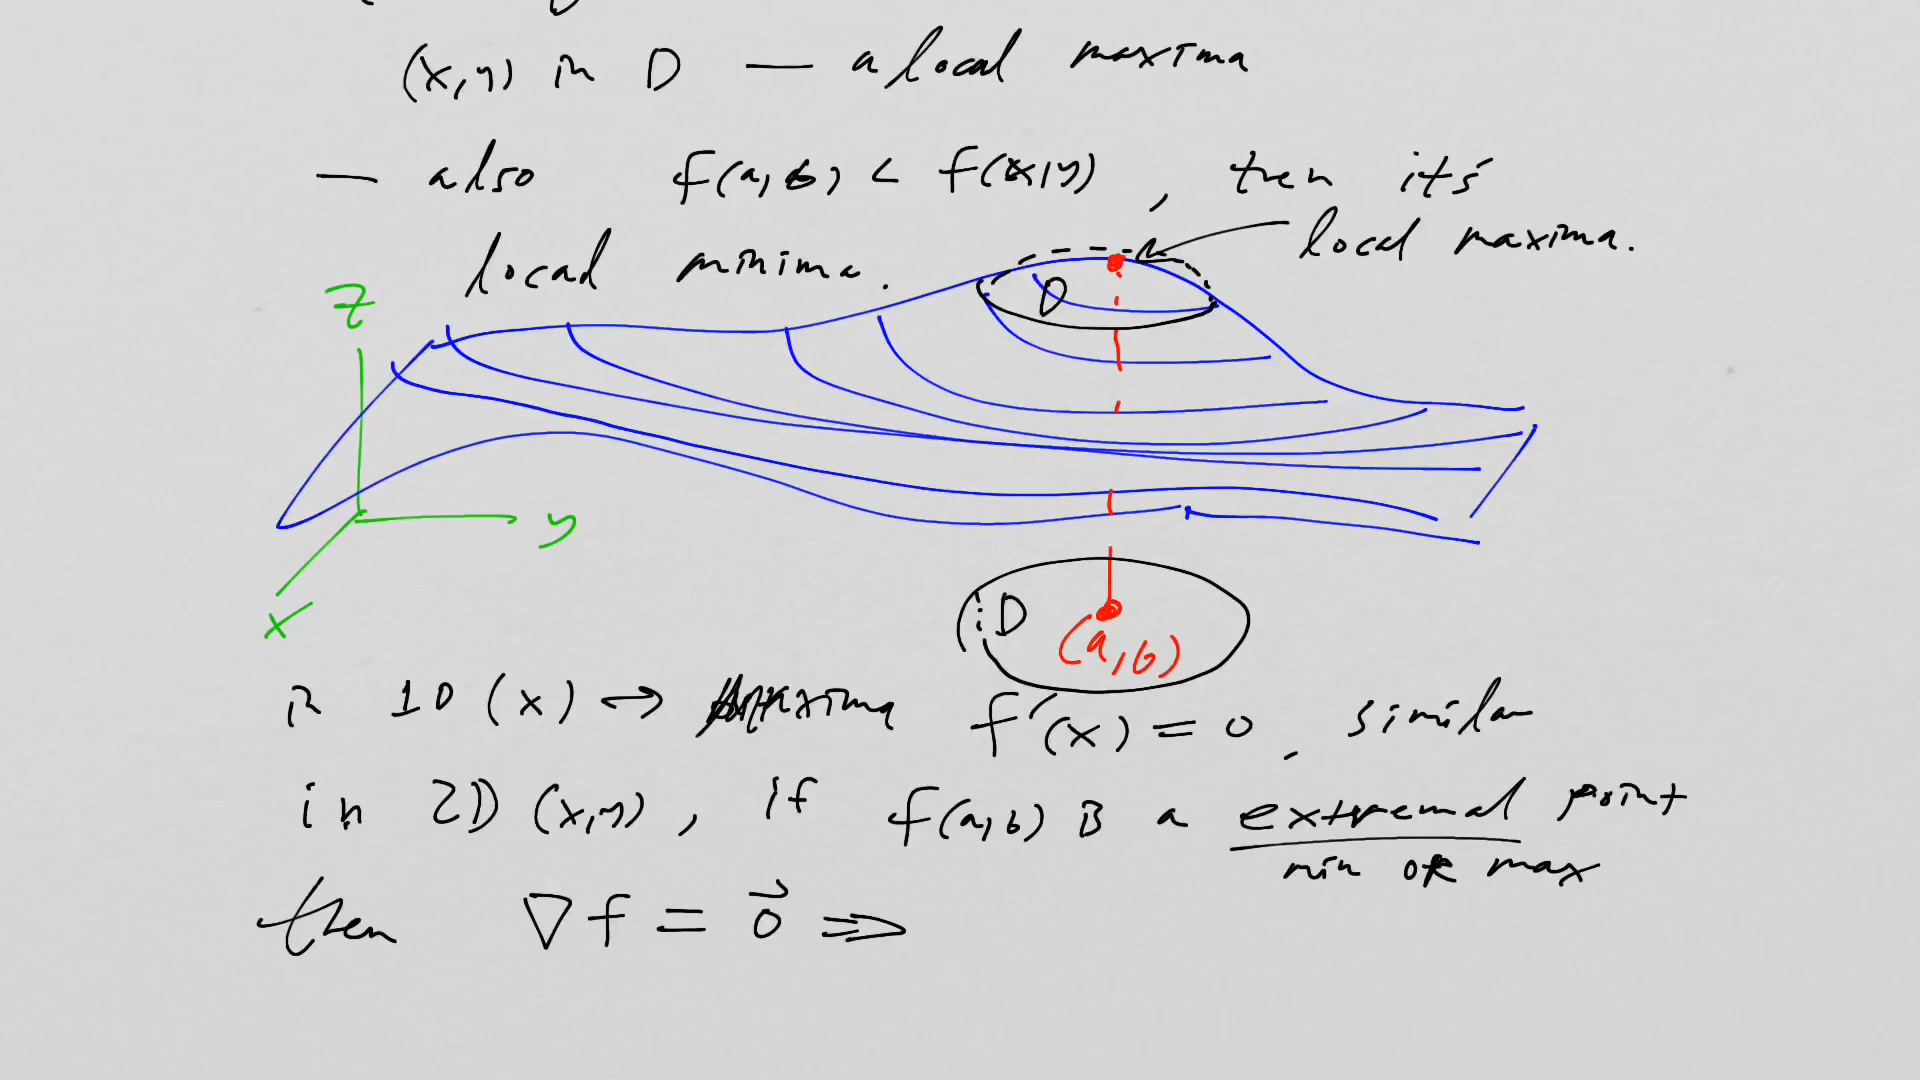 (x,y) in D — a local maxima
— also f(a,b) < f(x,y) , then it's
local minima. local maxima.
z
D
y
D
x
(a,b)
in 1D (x) → Maxima f'(x) = 0, similar
in 2D (x,y), if f(a,b) is a extremal point
min or max
then ∇f = \vec{0} ⇒